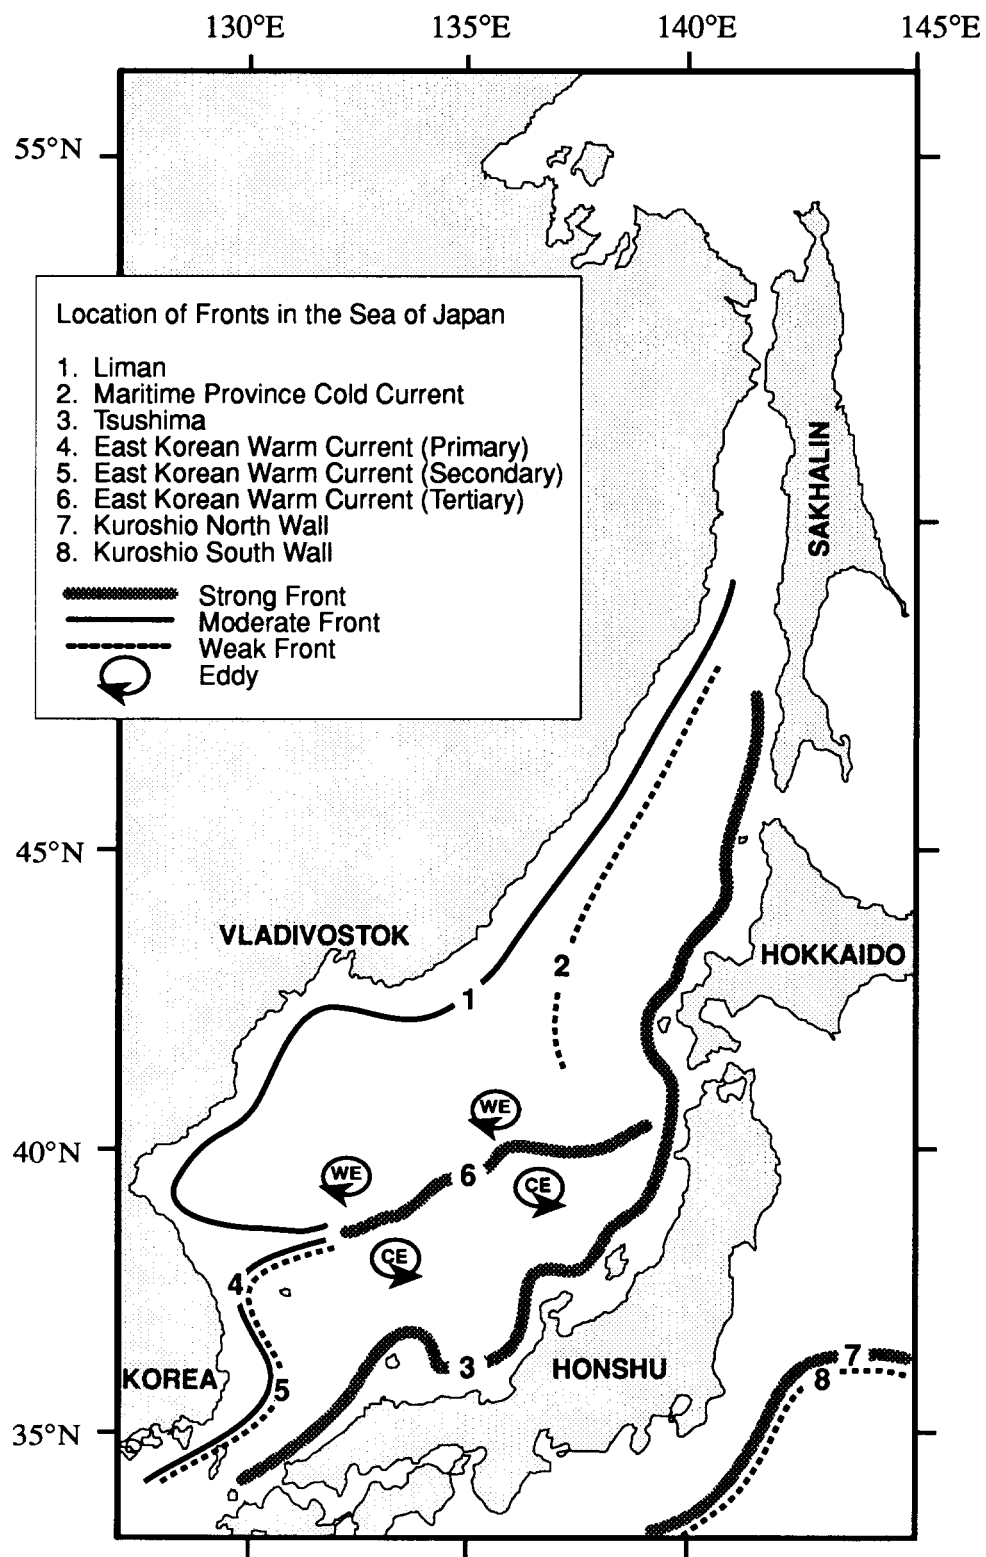 130°E 135°E 140°E 145°E
55°N
Location of Fronts in the Sea of Japan
1. Liman
2. Maritime Province Cold Current
3. Tsushima
4. East Korean Warm Current (Primary)
5. East Korean Warm Current (Secondary)
6. East Korean Warm Current (Tertiary)
7. Kuroshio North Wall
8. Kuroshio South Wall
Strong Front
Moderate Front
Weak Front
Eddy
SAKHALIN
45°N
VLADIVOSTOK
HOKKAIDO
2
1
WE
40°N
WE
6
CE
CE
4
7
3
HONSHU
KOREA
8
5
35°N